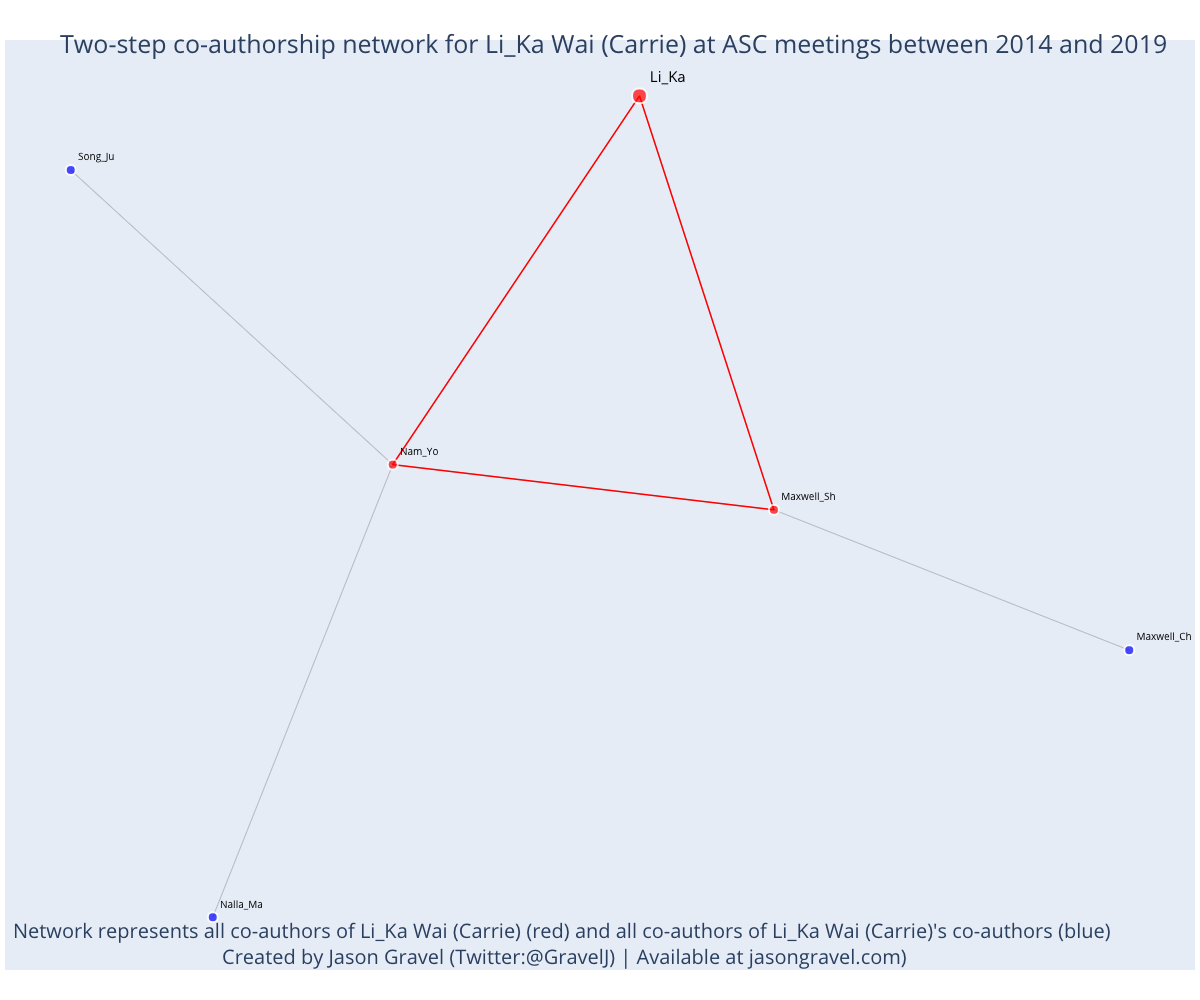 Two-step co-authorship network for Li_Ka Wai (Carrie) at ASC meetings between 2014 and 2019
Li_Ka
Song_Ju
Nam_Yo
Maxwell_Sh
Maxwell_Ch
Nalla_Ma
Network represents all co-authors of Li_Ka Wai (Carrie) (red) and all co-authors of Li_Ka Wai (Carrie)'s co-authors (blue)
Created by Jason Gravel (Twitter:@GravelJ) | Available at jasongravel.com)